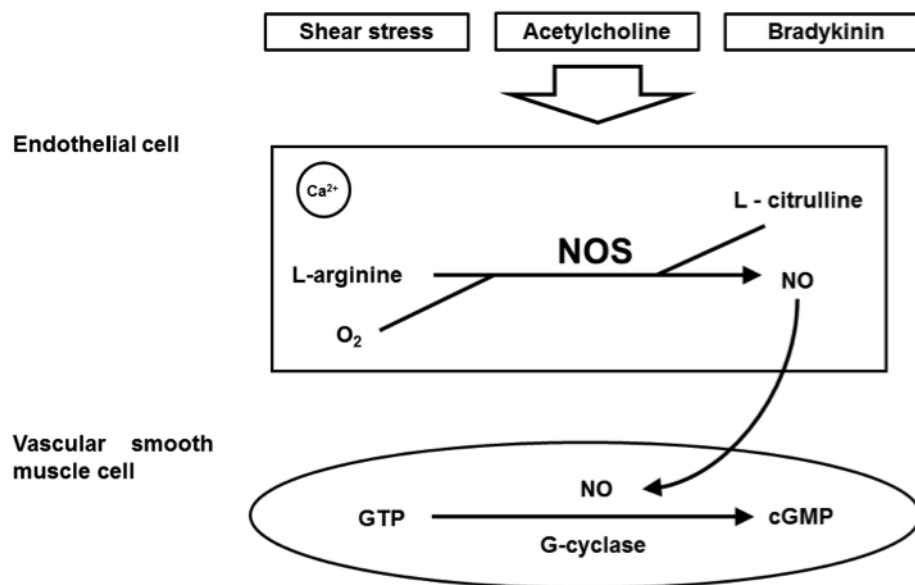 Shear stress
Acetylcholine
Bradykinin
Endothelial cell
Ca²⁺
L - citrulline
NOS
L-arginine
NO
O₂
Vascular smooth
muscle cell
NO
GTP
cGMP
G-cyclase